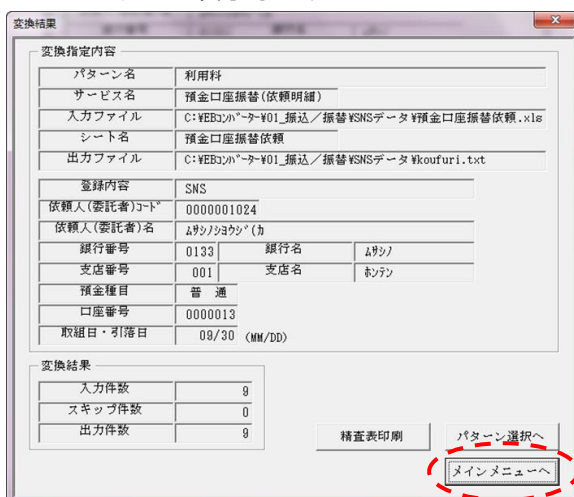 変換結果
変換指定内容
パターン名 利用料
サービス名 預金口座振替(依頼明細)
入力ファイル C:¥EBコンバーター¥01_振込／振替¥SNSデータ¥預金口座振替依頼.xls
シート名 預金口座振替依頼
出力ファイル C:¥EBコンバーター¥01_振込／振替¥SNSデータ¥koufuri.txt
登録内容 SNS
依頼人(委託者)コード 0000001024
依頼人(委託者)名 ムサシノシヨウジ(カ
銀行番号 0133 銀行名 ムサシノ
支店番号 001 支店名 ホンテン
預金種目 普 通
口座番号 0000013
取組日・引落日 09/30 (MM/DD)
変換結果
入力件数 9
スキップ件数 0
出力件数 9
精査表印刷 パターン選択へ
メインメニューへ